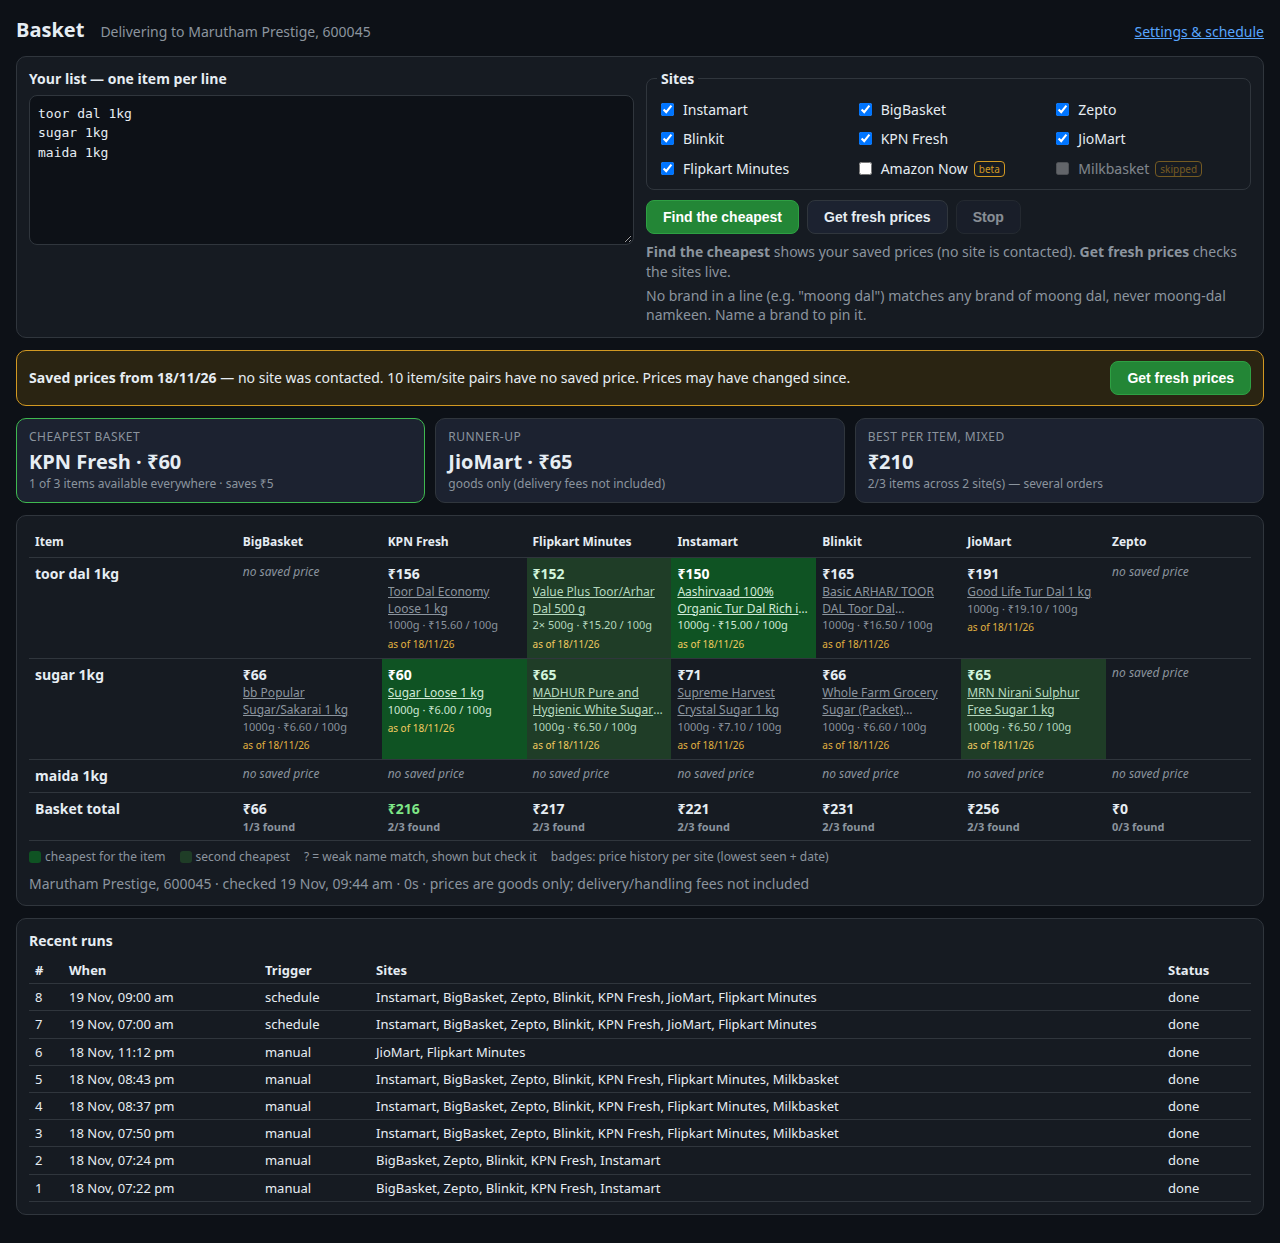 Basket Delivering to Marutham Prestige, 600045 Settings & schedule
Your list — one item per line
toor dal 1kg
sugar 1kg
maida 1kg
Sites
Instamart BigBasket Zepto
Blinkit KPN Fresh JioMart
Flipkart Minutes Amazon Now beta Milkbasket skipped
Find the cheapest Get fresh prices Stop
Find the cheapest shows your saved prices (no site is contacted). Get fresh prices checks
the sites live.
No brand in a line (e.g. "moong dal") matches any brand of moong dal, never moong-dal
namkeen. Name a brand to pin it.
Saved prices from 18/11/26 — no site was contacted. 10 item/site pairs have no saved price. Prices may have changed since. Get fresh prices
CHEAPEST BASKET
KPN Fresh · ₹60
1 of 3 items available everywhere · saves ₹5
RUNNER-UP
JioMart · ₹65
goods only (delivery fees not included)
BEST PER ITEM, MIXED
₹210
2/3 items across 2 site(s) — several orders
Item BigBasket KPN Fresh Flipkart Minutes Instamart Blinkit JioMart Zepto
toor dal 1kg
no saved price
₹156
Toor Dal Economy
Loose 1 kg
1000g · ₹15.60 / 100g
as of 18/11/26
₹152
Value Plus Toor/Arhar
Dal 500 g
2× 500g · ₹15.20 / 100g
as of 18/11/26
₹150
Aashirvaad 100%
Organic Tur Dal Rich i...
1000g · ₹15.00 / 100g
as of 18/11/26
₹165
Basic ARHAR/ TOOR
DAL Toor Dal...
1000g · ₹16.50 / 100g
as of 18/11/26
₹191
Good Life Tur Dal 1 kg
1000g · ₹19.10 / 100g
as of 18/11/26
no saved price
sugar 1kg
₹66
bb Popular
Sugar/Sakarai 1 kg
1000g · ₹6.60 / 100g
as of 18/11/26
₹60
Sugar Loose 1 kg
1000g · ₹6.00 / 100g
as of 18/11/26
₹65
MADHUR Pure and
Hygienic White Sugar...
1000g · ₹6.50 / 100g
as of 18/11/26
₹71
Supreme Harvest
Crystal Sugar 1 kg
1000g · ₹7.10 / 100g
as of 18/11/26
₹66
Whole Farm Grocery
Sugar (Packet)...
1000g · ₹6.60 / 100g
as of 18/11/26
₹65
MRN Nirani Sulphur
Free Sugar 1 kg
1000g · ₹6.50 / 100g
as of 18/11/26
no saved price
maida 1kg no saved price no saved price no saved price no saved price no saved price no saved price no saved price
Basket total ₹66 ₹216 ₹217 ₹221 ₹231 ₹256 ₹0
1/3 found 2/3 found 2/3 found 2/3 found 2/3 found 2/3 found 0/3 found
cheapest for the item second cheapest ? = weak name match, shown but check it badges: price history per site (lowest seen + date)
Marutham Prestige, 600045 · checked 19 Nov, 09:44 am · 0s · prices are goods only; delivery/handling fees not included
Recent runs
# When Trigger Sites Status
8 19 Nov, 09:00 am schedule Instamart, BigBasket, Zepto, Blinkit, KPN Fresh, JioMart, Flipkart Minutes done
7 19 Nov, 07:00 am schedule Instamart, BigBasket, Zepto, Blinkit, KPN Fresh, JioMart, Flipkart Minutes done
6 18 Nov, 11:12 pm manual JioMart, Flipkart Minutes done
5 18 Nov, 08:43 pm manual Instamart, BigBasket, Zepto, Blinkit, KPN Fresh, Flipkart Minutes, Milkbasket done
4 18 Nov, 08:37 pm manual Instamart, BigBasket, Zepto, Blinkit, KPN Fresh, Flipkart Minutes, Milkbasket done
3 18 Nov, 07:50 pm manual Instamart, BigBasket, Zepto, Blinkit, KPN Fresh, Flipkart Minutes, Milkbasket done
2 18 Nov, 07:24 pm manual BigBasket, Zepto, Blinkit, KPN Fresh, Instamart done
1 18 Nov, 07:22 pm manual BigBasket, Zepto, Blinkit, KPN Fresh, Instamart done